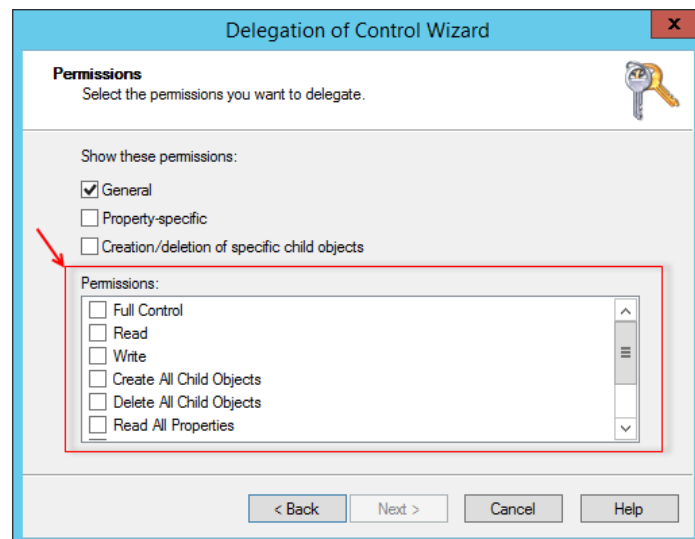 Delegation of Control Wizard
x
Permissions
Select the permissions you want to delegate.
Show these permissions:
General
Property-specific
Creation/deletion of specific child objects
Permissions:
Full Control
Read
Write
Create All Child Objects
Delete All Child Objects
Read All Properties
< Back Next > Cancel Help